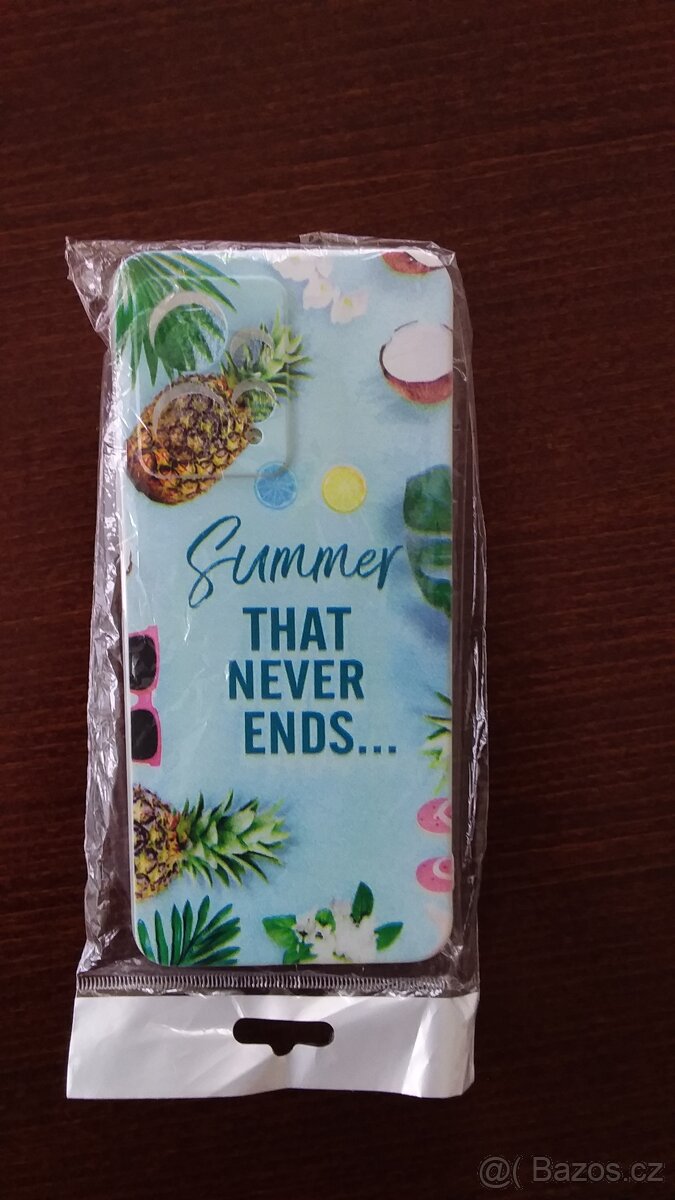 Summer
THAT
NEVER
ENDS...
@( Bazos.cz